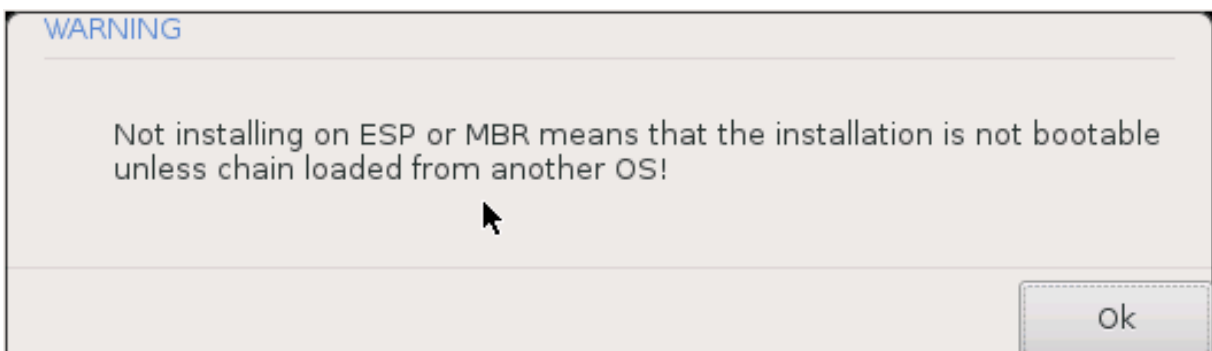 WARNING
Not installing on ESP or MBR means that the installation is not bootable
unless chain loaded from another OS!
Ok